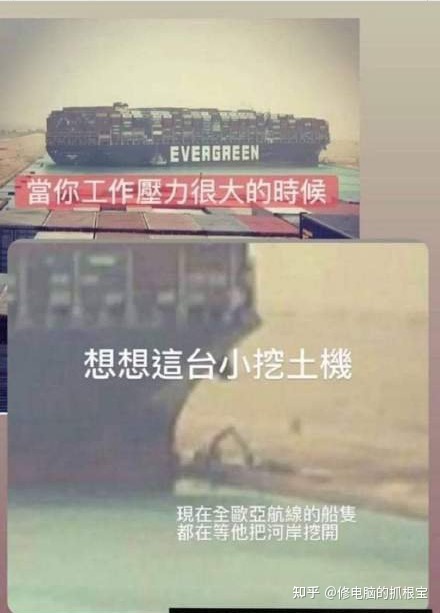 EVERGREEN
當你工作壓力很大的時候
想想這台小挖土機
現在全歐亞航線的船隻
都在等他把河岸挖開
知乎 @修电脑的抓根宝